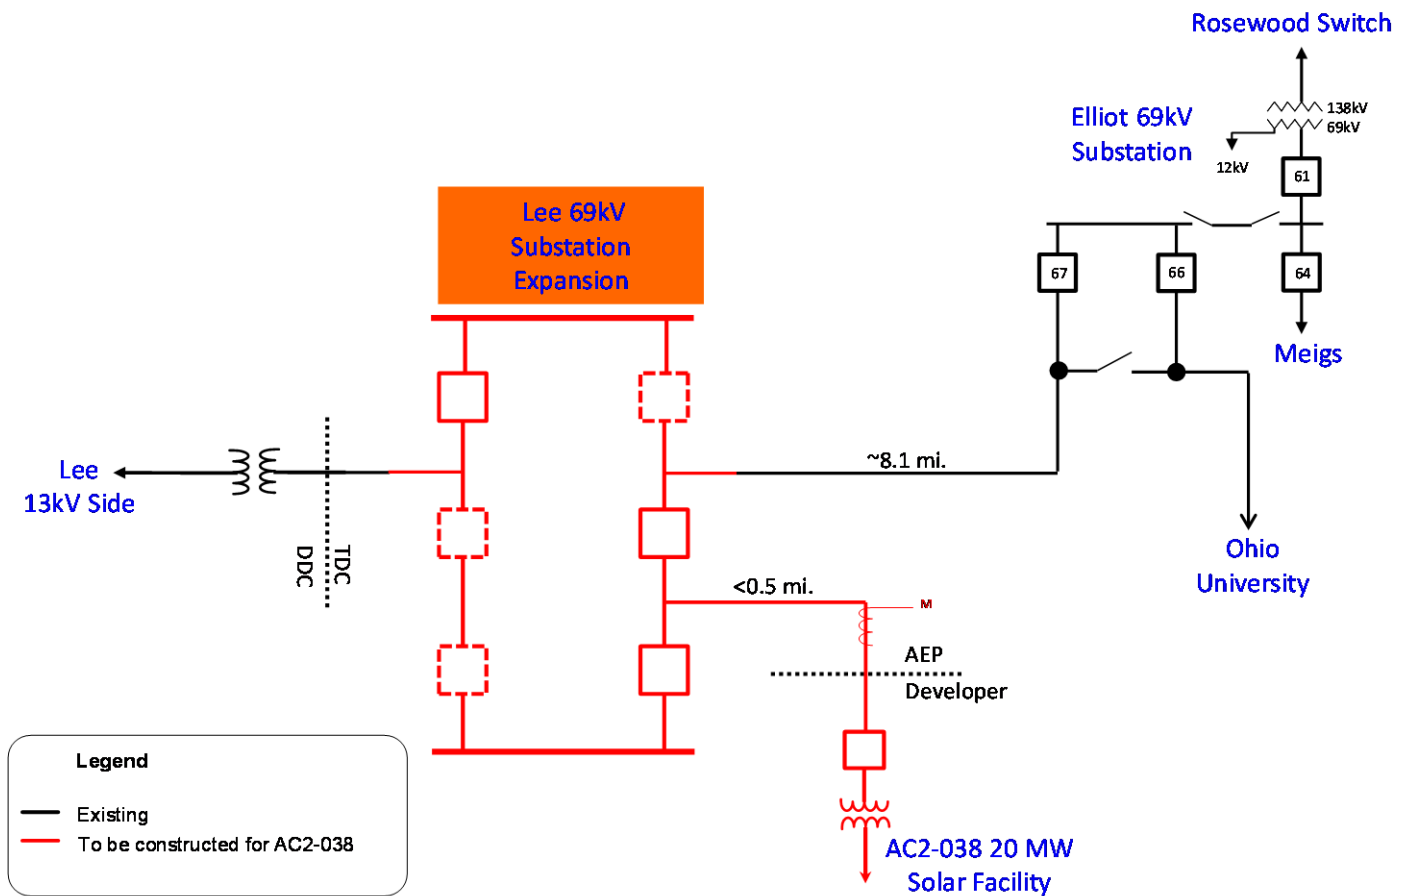 Rosewood Switch
138kV
69kV
Elliot 69kV
Substation
12kV
61
67
66
64
Meigs
Lee 69kV
Substation
Expansion
Lee
13kV Side
DDC
TDC
~8.1 mi.
Ohio
University
<0.5 mi.
M
AEP
Developer
AC2-038 20 MW
Solar Facility
Legend
Existing
To be constructed for AC2-038